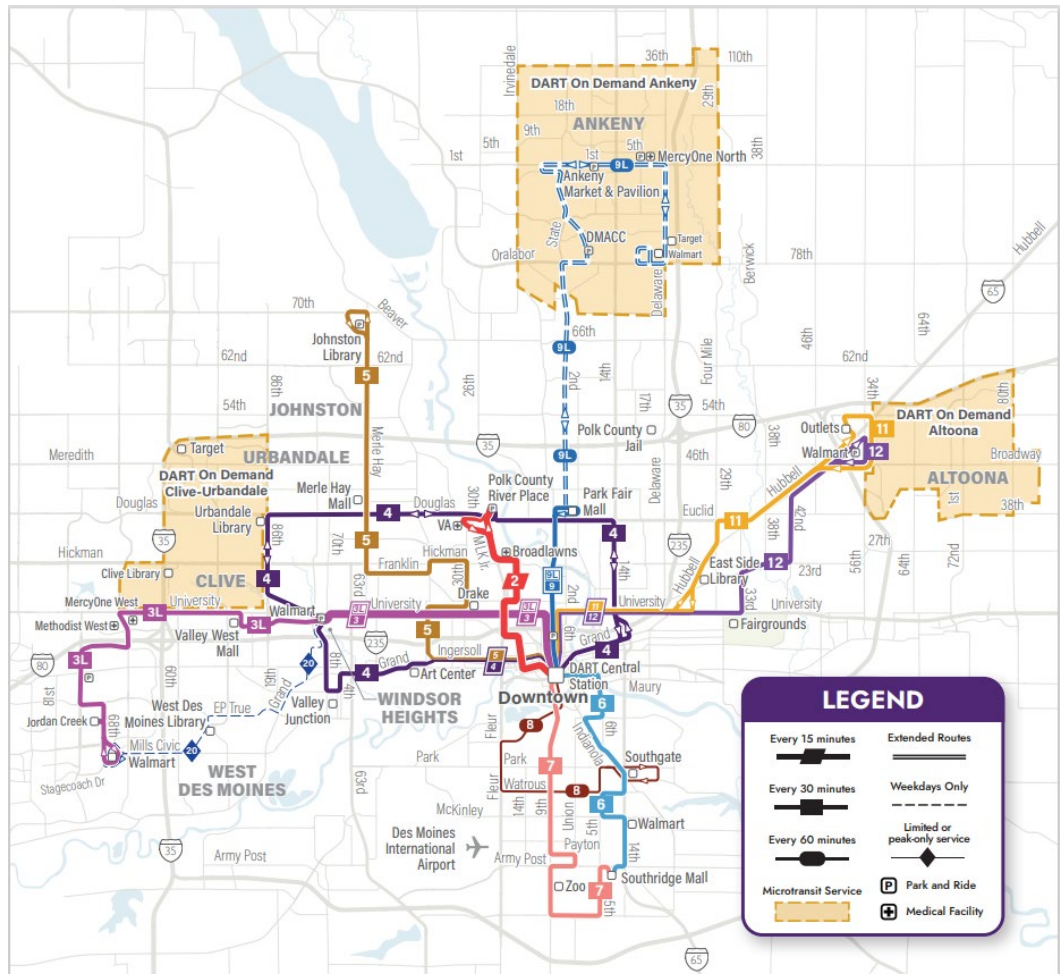 Irvinedale
36th
110th
DART On Demand Ankeny
29th
18th
ANKENY
9th
5th
1st
1st
5th
MercyOne North
38th
9L
Ankeny
Market & Pavilion
State
DMACC
Target
Walmart
Oralabor
Delaware
Berwick
78th
Hubbell
65
66th
70th
Beaver
Johnston
Library
62nd
62nd
9L
2nd
14th
Four Mile
46th
64th
62nd
5
86th
26th
17th
34th
80th
54th
JOHNSTON
35
54th
80
DART On Demand
Altoona
Outlets
11
Polk County
Jail
38th
Target
Meredith
URBANDALE
Merle Hay
35
9L
46th
Walmart
12
Broadway
DART On Demand
Clive-Urbandale
Merle Hay
Mall
30th
Polk County
River Place
Delaware
29th
Hubbell
ALTOONA
1st
38th
Douglas
Urbandale
Library
4
Douglas
Park Fair
Mall
Euclid
11
38th
42nd
27th
86th
VA
MLK Jr.
4
56th
64th
72nd
Hickman
35
70th
5
Hickman
Broadlawns
235
Franklin
2
9L
9
2nd
14th
East Side
Library
12
23rd
Clive Library
CLIVE
4
63rd
30th
Drake
Hubbell
33rd
MercyOne West
University
Walmart
3L
3
University
11
12
University
University
3L
Methodist West
Valley West
Mall
3L
235
5
Ingersoll
6th
Grand
4
Fairgrounds
3L
80
20
8th
4th
4
Grand
5
4
Art Center
DART Central
Station
81st
60th
Grand
46th
Valley
Junction
WINDSOR
HEIGHTS
Downtown
Maury
West Des
Moines Library
EP True
6
6th
Jordan Creek
68th
Mills Civic
20
Walmart
Fleur
8
Indianola
Southgate
Stagecoach Dr
WEST
DES MOINES
Park
Park
7
Fleur
Watrous
8
6
63rd
McKinley
14th
9th
Union
5th
Walmart
Des Moines
International
Airport
Payton
14th
35
Army Post
Army Post
Southridge Mall
Zoo
7
5th
65
LEGEND
Every 15 minutes
Extended Routes
Every 30 minutes
Weekdays Only
Every 60 minutes
Limited or
peak-only service
Microtransit Service
P Park and Ride
Medical Facility